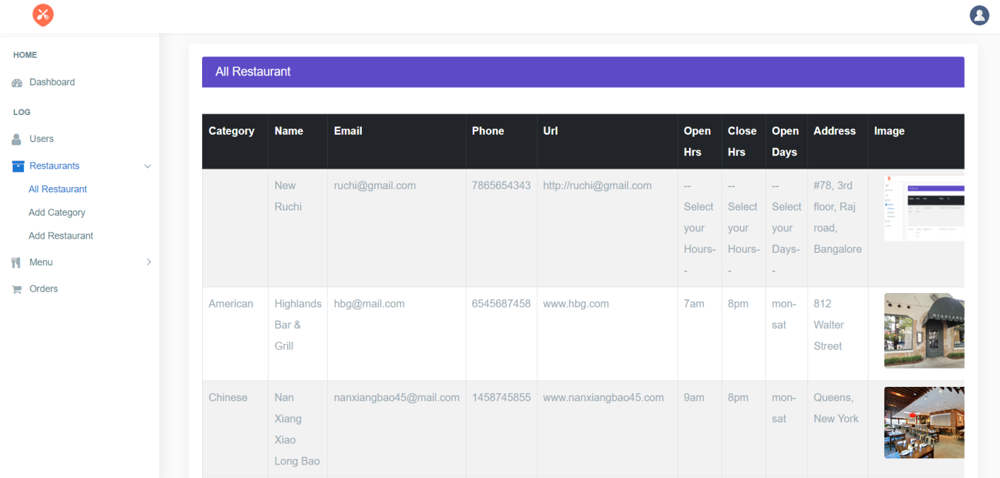 HOME
Dashboard
LOG
Users
Restaurants
All Restaurant
Add Category
Add Restaurant
Menu
Orders
All Restaurant
Category Name Email Phone Url Open Close Open Address Image
Hrs Hrs Days
New ruchi@gmail.com 7865654343 http://ruchi@gmail.com -- -- -- #78, 3rd
Ruchi Select Select Select floor, Raj
your your your road,
Hours- Hours- Days- Bangalore
- - -
American Highlands hbg@mail.com 6545687458 www.hbg.com 7am 8pm mon- 812
Bar & sat Walter
Grill Street
HIGHLAND
Chinese Nan nanxiangbao45@mail.com 1458745855 www.nanxiangbao45.com 9am 8pm mon- Queens,
Xiang sat New York
Xiao
Long Bao